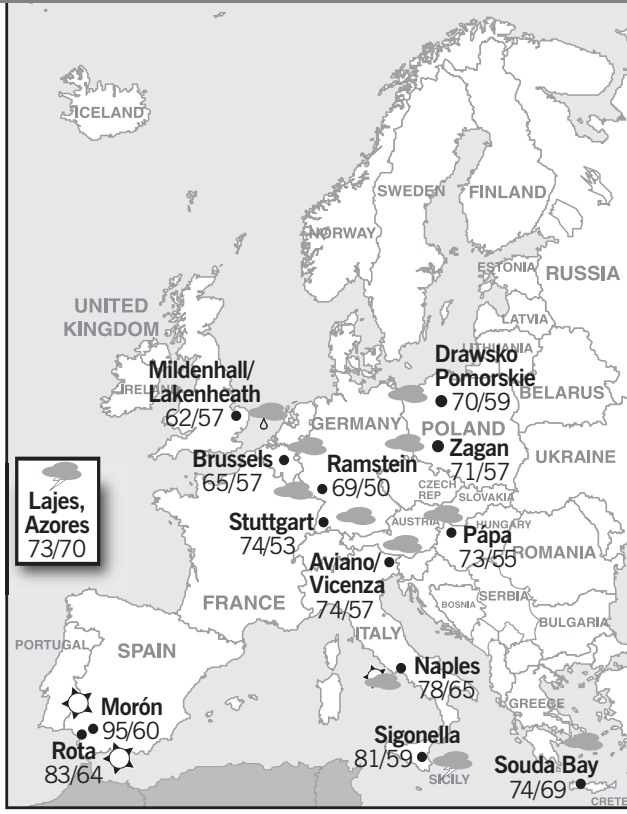 ICELAND
SWEDEN
FINLAND
NORWAY
ESTONIA
RUSSIA
LATVIA
LITHUANIA
UNITED
KINGDOM
IRELAND
Mildenhall/
Lakenheath
62/57
Drawsko
Pomorskie
70/59
BELARUS
GERMANY
POLAND
Zagan
71/57
UKRAINE
Brussels
65/57
Ramstein
69/50
CZECH
REP
SLOVAKIA
Lajes,
Azores
73/70
Stuttgart
74/53
AUSTRIA
HUNGARY
Pápa
73/55
ROMANIA
Aviano/
Vicenza
74/57
FRANCE
BOSNIA
SERBIA
BULGARIA
ITALY
PORTUGAL
SPAIN
Naples
78/65
GREECE
Morón
95/60
Rota
83/64
Sigonella
81/59
SICILY
Souda Bay
74/69
CRETE